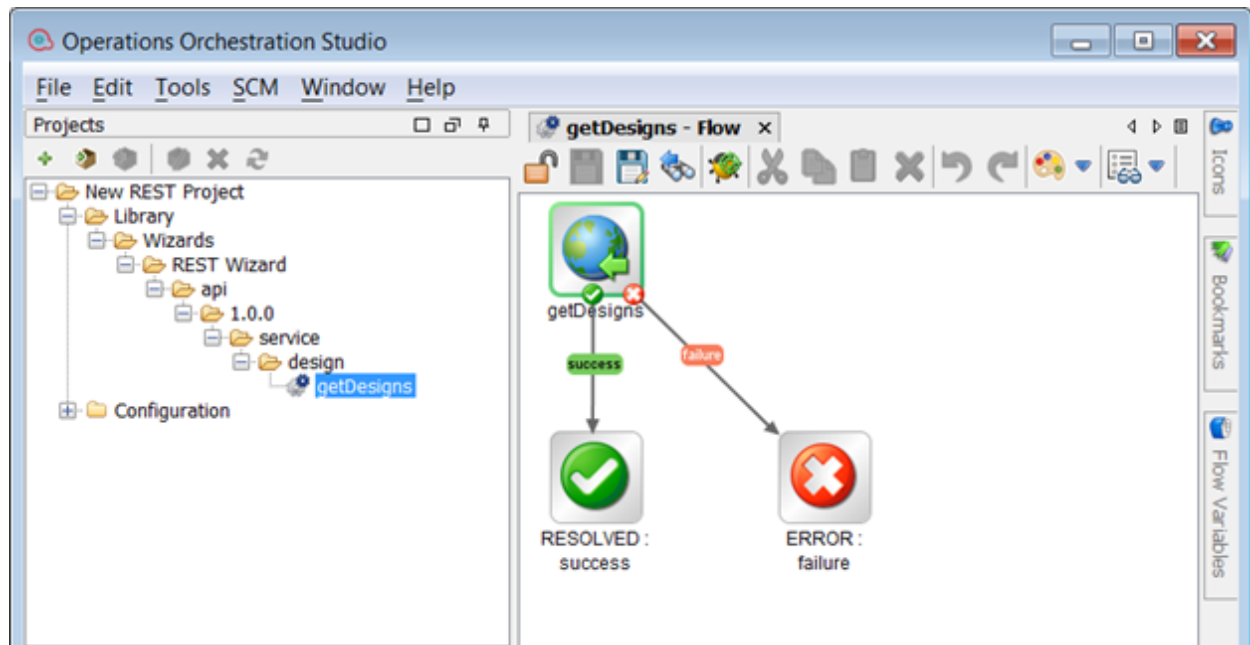 Operations Orchestration Studio
File Edit Tools SCM Window Help
Projects
New REST Project
Library
Wizards
REST Wizard
api
1.0.0
service
design
getDesigns
Configuration
getDesigns - Flow
getDesigns
success
failure
RESOLVED :
success
ERROR :
failure
Icons
Bookmarks
Flow Variables